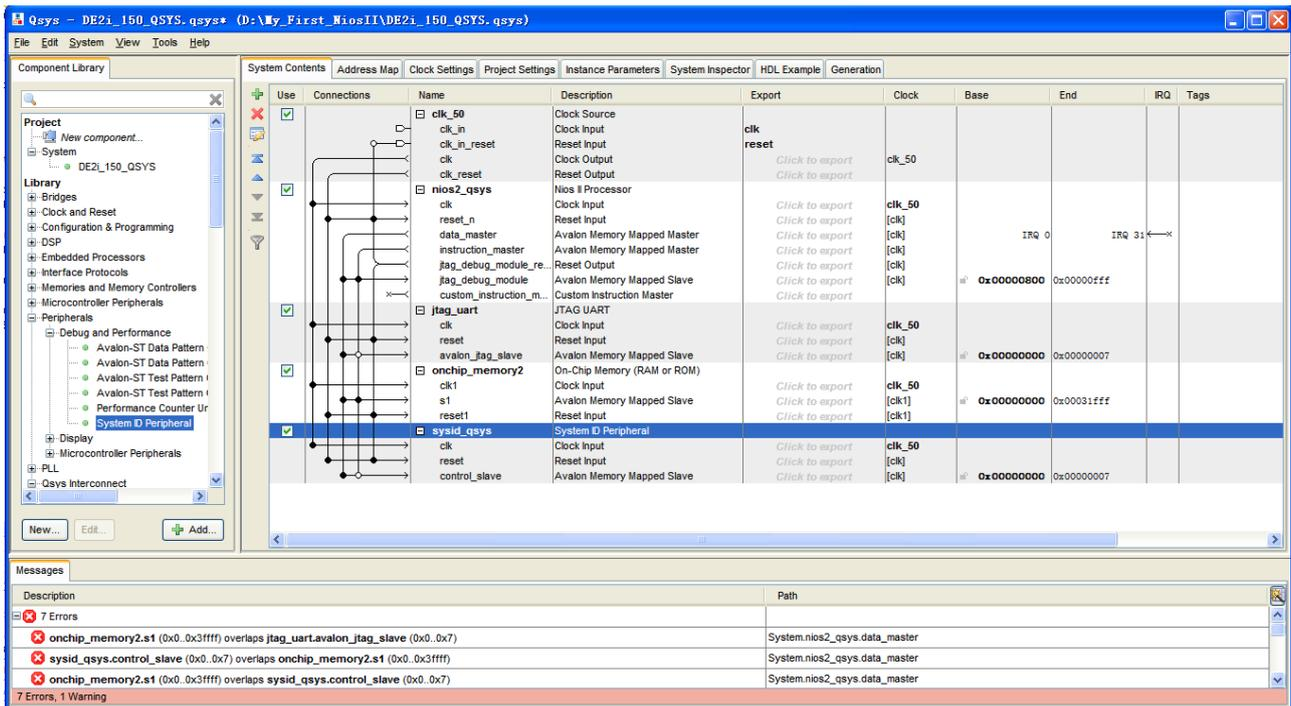 Qsys - DE2i_150_QSYS.qsys* (D:\My_First_NiosII\DE2i_150_QSYS.qsys)
File Edit System View Tools Help
Component Library
Project
New component...
System
DE2i_150_QSYS
Library
Bridges
Clock and Reset
Configuration & Programming
DSP
Embedded Processors
Interface Protocols
Memories and Memory Controllers
Microcontroller Peripherals
Peripherals
Debug and Performance
Avalon-ST Data Pattern
Avalon-ST Data Pattern
Avalon-ST Test Pattern
Avalon-ST Test Pattern
Performance Counter Un
System ID Peripheral
Display
Microcontroller Peripherals
PLL
Qsys Interconnect
New... Edit... Add...
System Contents Address Map Clock Settings Project Settings Instance Parameters System Inspector HDL Example Generation
Use Connections Name Description Export Clock Base End IRQ Tags
clk_50 Clock Source
clk_in Clock Input clk
clk_in_reset Reset Input reset
clk Clock Output Click to export clk_50
clk_reset Reset Output Click to export
nios2_qsys Nios II Processor
clk Clock Input Click to export clk_50
reset_n Reset Input Click to export [clk]
data_master Avalon Memory Mapped Master Click to export [clk] IRQ 0 IRQ 31
instruction_master Avalon Memory Mapped Master Click to export [clk]
jtag_debug_module_re... Reset Output Click to export [clk]
jtag_debug_module Avalon Memory Mapped Slave Click to export [clk] 0x00000800 0x00000fff
custom_instruction_m... Custom Instruction Master Click to export
jtag_uart JTAG UART
clk Clock Input Click to export clk_50
reset Reset Input Click to export [clk]
avalon_jtag_slave Avalon Memory Mapped Slave Click to export [clk] 0x00000000 0x00000007
onchip_memory2 On-Chip Memory (RAM or ROM)
clk1 Clock Input Click to export clk_50
s1 Avalon Memory Mapped Slave Click to export [clk1] 0x00000000 0x00031fff
reset1 Reset Input Click to export [clk1]
sysid_qsys System ID Peripheral
clk Clock Input Click to export clk_50
reset Reset Input Click to export [clk]
control_slave Avalon Memory Mapped Slave Click to export [clk] 0x00000000 0x00000007
Messages
Description Path
7 Errors
onchip_memory2.s1 (0x0..0x3ffff) overlaps jtag_uart.avalon_jtag_slave (0x0..0x7) System.nios2_qsys.data_master
sysid_qsys.control_slave (0x0..0x7) overlaps onchip_memory2.s1 (0x0..0x3ffff) System.nios2_qsys.data_master
onchip_memory2.s1 (0x0..0x3ffff) overlaps sysid_qsys.control_slave (0x0..0x7) System.nios2_qsys.data_master
7 Errors, 1 Warning